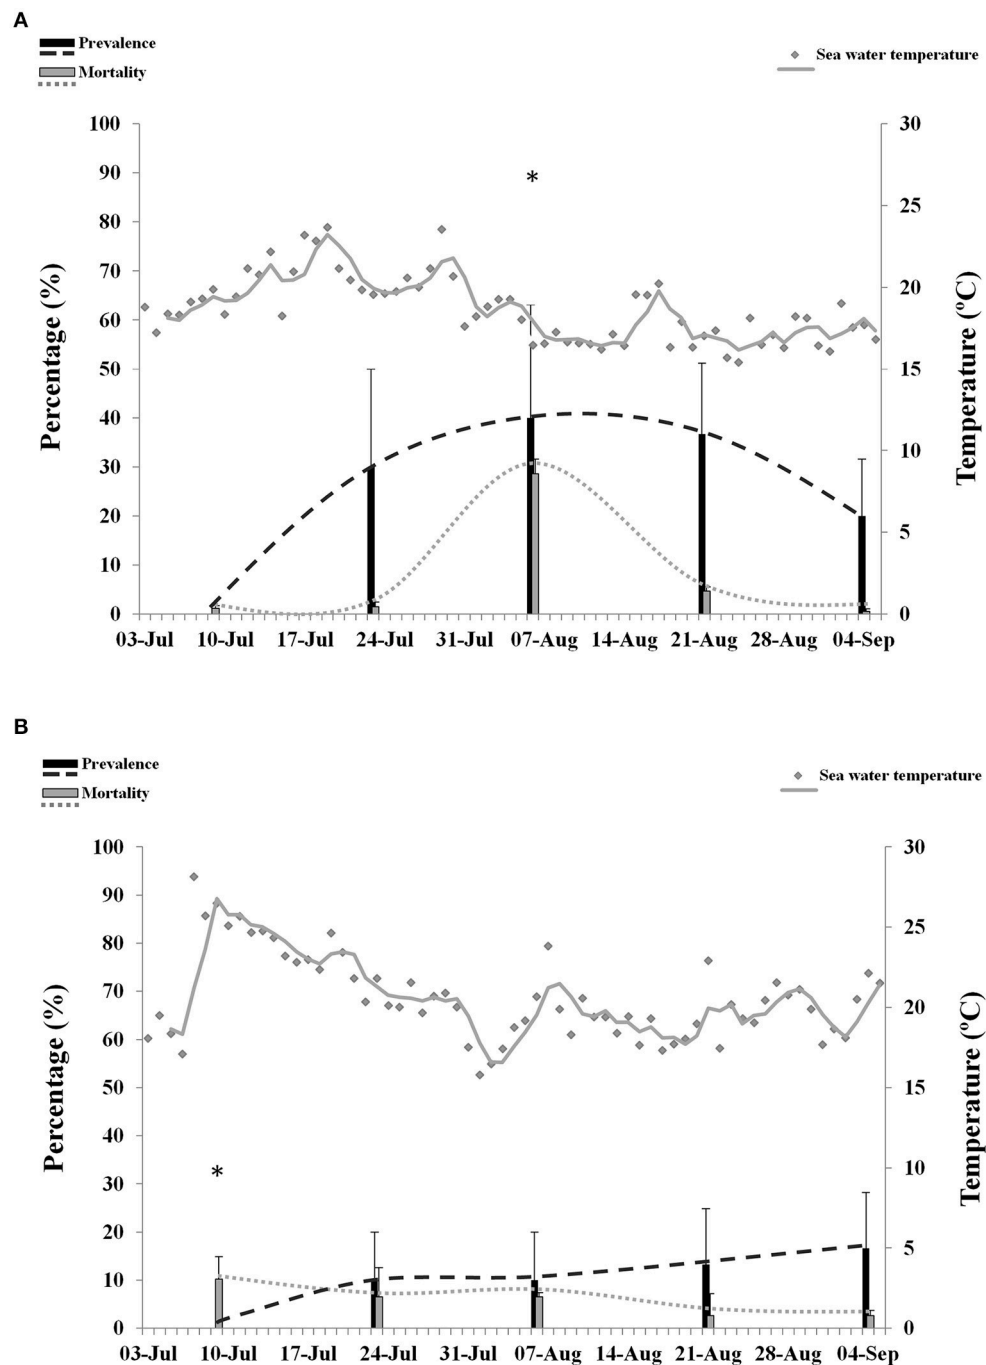 A
Prevalence
Mortality
Sea water temperature
100
90
80
70
60
50
40
30
20
10
0
Percentage (%)
30
25
20
15
10
5
0
Temperature (°C)
*
03-Jul 10-Jul 17-Jul 24-Jul 31-Jul 07-Aug 14-Aug 21-Aug 28-Aug 04-Sep
B
Prevalence
Mortality
Sea water temperature
100
90
80
70
60
50
40
30
20
10
0
Percentage (%)
30
25
20
15
10
5
0
Temperature (°C)
*
03-Jul 10-Jul 17-Jul 24-Jul 31-Jul 07-Aug 14-Aug 21-Aug 28-Aug 04-Sep